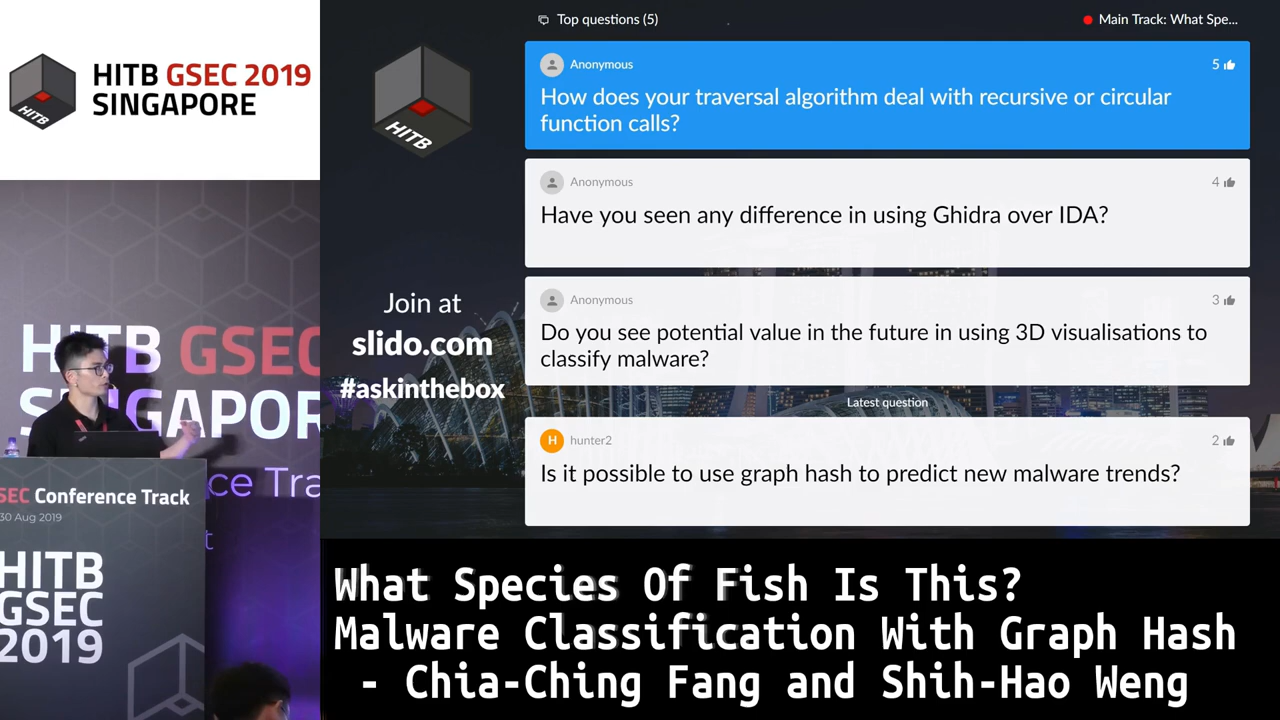 HITB GSEC 2019
SINGAPORE
HITB
HITB GSEC
SINGAPOR
ce Tra
t
SEC Conference Track
30 Aug 2019
HITB
GSEC
2019
HITB
Join at
slido.com
#askinthebox
Top questions (5)
Main Track: What Spe...
Anonymous
5
How does your traversal algorithm deal with recursive or circular
function calls?
Anonymous
4
Have you seen any difference in using Ghidra over IDA?
Anonymous
3
Do you see potential value in the future in using 3D visualisations to
classify malware?
Latest question
H hunter2
2
Is it possible to use graph hash to predict new malware trends?
What Species Of Fish Is This?
Malware Classification With Graph Hash
- Chia-Ching Fang and Shih-Hao Weng